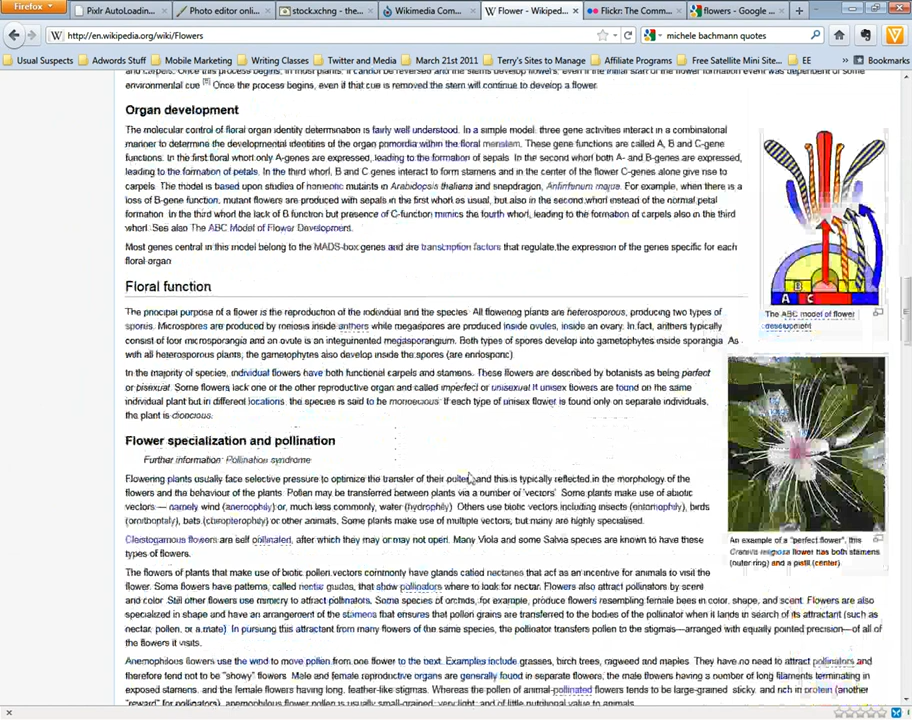 Firefox
Pixlr AutoLoadin...
Photo editor onli...
stock.xchng - the...
Wikimedia Com...
Flower - Wikiped...
Flickr: The Comm...
flowers - Google ...
http://en.wikipedia.org/wiki/Flowers
michele bachmann quotes
Usual Suspects
Adwords Stuff
Mobile Marketing
Writing Classes
Twitter and Media
March21st 2011
Terry's Sites to Manage
Affiliate Programs
Free Satellite Mini Site...
EE
Bookmarks
environmental cue [5] Once the process begins, even if that cue is removed the stem will continue to develop a flower.
Organ development
The molecular control of floral organ identity determination is fairly well understood. In a simple model, three gene activities interact in a combinatorial
manner to determine the developmental identities of the organ primordia within the floral meristem. These gene functions are called A, B and C-gene
functions. In the first floral whorl only A-genes are expressed, leading to the formation of sepals. In the second whorl both A- and B-genes are expressed,
leading to the formation of petals. In the third whorl, B and C genes interact to form stamens and in the center of the flower C-genes alone give rise to
carpels. The model is based upon studies of homeotic mutants in Arabidopsis thaliana and snapdragon, Antirrhinum majus. For example, when there is a
loss of B-gene function, mutant flowers are produced with sepals in the first whorl as usual, but also in the second whorl instead of the normal petal
formation. In the third whorl the lack of B function but presence of C-function mimics the fourth whorl, leading to the formation of carpels also in the third
whorl. See also The ABC Model of Flower Development.
Most genes central in this model belong to the MADS-box genes and are transcription factors that regulate the expression of the genes specific for each
floral organ
B
A
C
The ABC model of flower
development
Floral function
The principal purpose of a flower is the reproduction of the individual and the species. All flowering plants are heterosporous, producing two types of
spores. Microspores are produced by meiosis inside anthers while megaspores are produced inside ovules, inside an ovary. In fact, anthers typically
consist of four microsporangia and an ovule is an integumented megasporangium. Both types of spores develop into gametophytes inside sporangia. As
with all heterosporous plants, the gametophytes also develop inside the spores (are endosporic)
In the majority of species, individual flowers have both functional carpels and stamens. These flowers are described by botanists as being perfect
or bisexual. Some flowers lack one or the other reproductive organ and called imperfect or unisexual If unisex flowers are found on the same
individual plant but in different locations, the species is said to be monoecious. If each type of unisex flower is found only on separate individuals,
the plant is dioecious.
Flower specialization and pollination
Further information: Pollination syndrome
Flowering plants usually face selective pressure to optimize the transfer of their pollen, and this is typically reflected in the morphology of the
flowers and the behaviour of the plants. Pollen may be transferred between plants via a number of 'vectors'. Some plants make use of abiotic
vectors — namely wind (anemophily) or, much less commonly, water (hydrophily). Others use biotic vectors including insects (entomophily), birds
(ornithophily), bats (chiropterophily) or other animals. Some plants make use of multiple vectors, but many are highly specialised.
Cleistogamous flowers are self pollinated, after which they may or may not open. Many Viola and some Salvia species are known to have these
types of flowers.
An example of a "perfect flower", this
Crateva religiosa flower has both stamens
(outer ring) and a pistil (center)
The flowers of plants that make use of biotic pollen vectors commonly have glands called nectaries that act as an incentive for animals to visit the
flower. Some flowers have patterns, called nectar guides, that show pollinators where to look for nectar. Flowers also attract pollinators by scent
and color. Still other flowers use mimicry to attract pollinators. Some species of orchids, for example, produce flowers resembling female bees in color, shape, and scent. Flowers are also
specialized in shape and have an arrangement of the stamens that ensures that pollen grains are transferred to the bodies of the pollinator when it lands in search of its attractant (such as
nectar, pollen, or a mate). In pursuing this attractant from many flowers of the same species, the pollinator transfers pollen to the stigmas—arranged with equally pointed precision—of all of
the flowers it visits.
Anemophilous flowers use the wind to move pollen from one flower to the next. Examples include grasses, birch trees, ragweed and maples. They have no need to attract pollinators and
therefore tend not to be "showy" flowers. Male and female reproductive organs are generally found in separate flowers, the male flowers having a number of long filaments terminating in
exposed stamens, and the female flowers having long, feather-like stigmas. Whereas the pollen of animal-pollinated flowers tends to be large-grained, sticky, and rich in protein (another
"reward" for pollinators), anemophilous flower pollen is usually small-grained, very light, and of little nutritional value to animals.